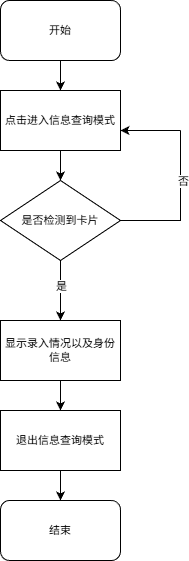 开始
点击进入信息查询模式
是否检测到卡片
否
是
显示录入情况以及身份
信息
退出信息查询模式
结束